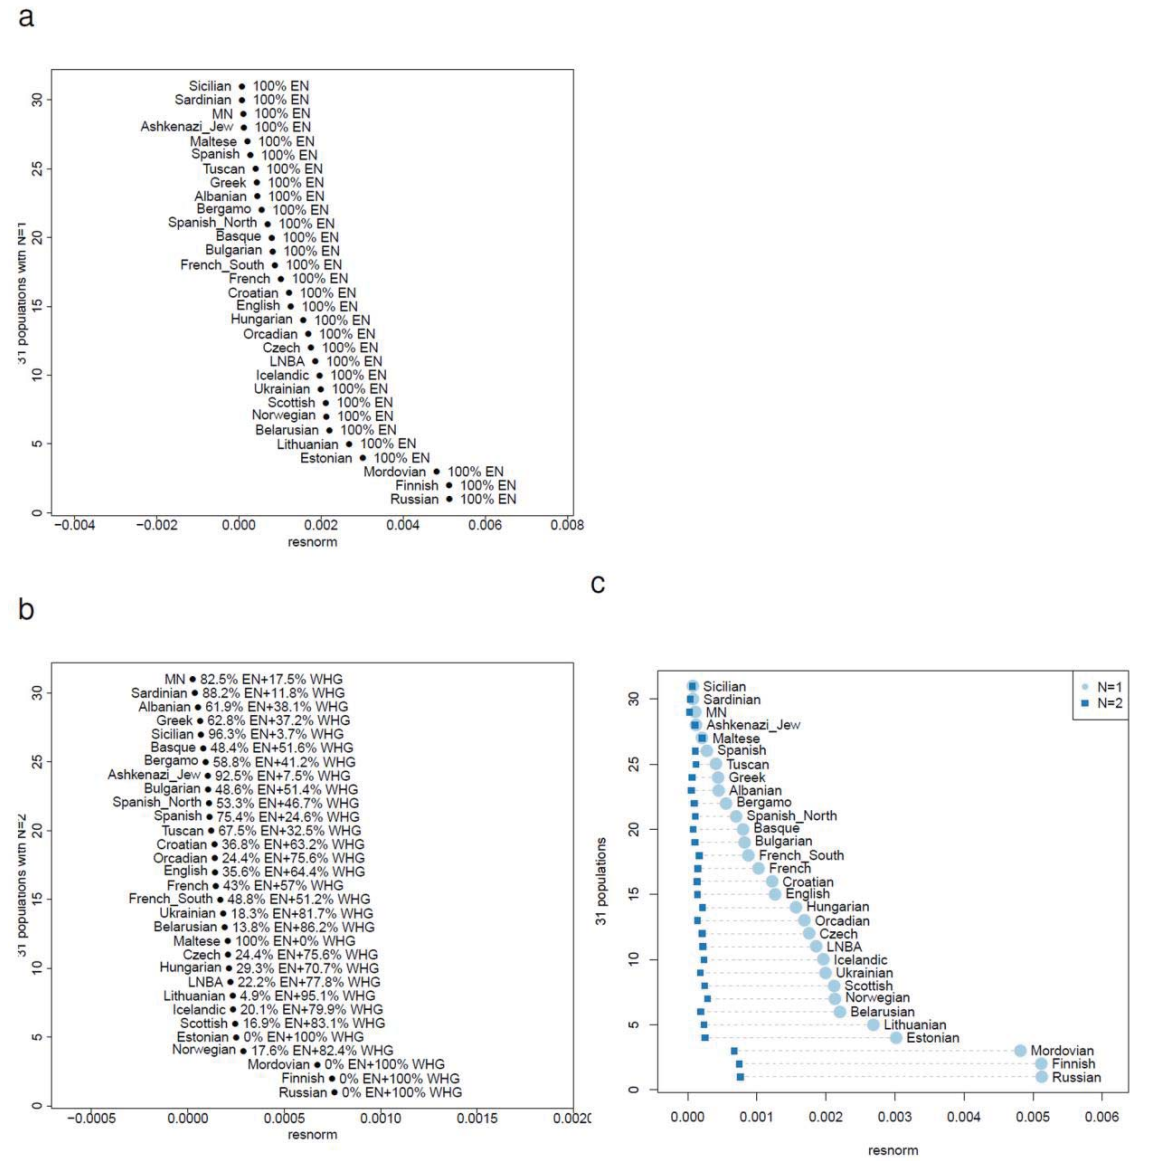 a
Sicilian 100% EN
Sardinian 100% EN
MN 100% EN
Ashkenazi_Jew 100% EN
Maltese 100% EN
Spanish 100% EN
Tuscan 100% EN
Greek 100% EN
Albanian 100% EN
Bergamo 100% EN
Spanish_North 100% EN
Basque 100% EN
Bulgarian 100% EN
French_South 100% EN
French 100% EN
Croatian 100% EN
English 100% EN
Hungarian 100% EN
Orcadian 100% EN
Czech 100% EN
LNBA 100% EN
Icelandic 100% EN
Ukrainian 100% EN
Scottish 100% EN
Norwegian 100% EN
Belarusian 100% EN
Lithuanian 100% EN
Estonian 100% EN
Mordovian 100% EN
Finnish 100% EN
Russian 100% EN
30
25
20
15
10
5
0
31 populations with N=1
−0.004 −0.002 0.000 0.002 0.004 0.006 0.008
resnorm
b
MN 82.5% EN+17.5% WHG
Sardinian 88.2% EN+11.8% WHG
Albanian 61.9% EN+38.1% WHG
Greek 62.8% EN+37.2% WHG
Sicilian 96.3% EN+3.7% WHG
Basque 48.4% EN+51.6% WHG
Bergamo 58.8% EN+41.2% WHG
Ashkenazi_Jew 92.5% EN+7.5% WHG
Bulgarian 48.6% EN+51.4% WHG
Spanish_North 53.3% EN+46.7% WHG
Spanish 75.4% EN+24.6% WHG
Tuscan 67.5% EN+32.5% WHG
Croatian 36.8% EN+63.2% WHG
Orcadian 24.4% EN+75.6% WHG
English 35.6% EN+64.4% WHG
French 43% EN+57% WHG
French_South 48.8% EN+51.2% WHG
Ukrainian 18.3% EN+81.7% WHG
Belarusian 13.8% EN+86.2% WHG
Maltese 100% EN+0% WHG
Czech 24.4% EN+75.6% WHG
Hungarian 29.3% EN+70.7% WHG
LNBA 22.2% EN+77.8% WHG
Lithuanian 4.9% EN+95.1% WHG
Icelandic 20.1% EN+79.9% WHG
Scottish 16.9% EN+83.1% WHG
Estonian 0% EN+100% WHG
Norwegian 17.6% EN+82.4% WHG
Mordovian 0% EN+100% WHG
Finnish 0% EN+100% WHG
Russian 0% EN+100% WHG
30
25
20
15
10
5
0
31 populations with N=2
−0.0005 0.0000 0.0005 0.0010 0.0015 0.002
resnorm
c
N=1
N=2
Sicilian
Sardinian
MN
Ashkenazi_Jew
Maltese
Spanish
Tuscan
Greek
Albanian
Bergamo
Spanish_North
Basque
Bulgarian
French_South
French
Croatian
English
Hungarian
Orcadian
Czech
LNBA
Icelandic
Ukrainian
Scottish
Norwegian
Belarusian
Lithuanian
Estonian
Mordovian
Finnish
Russian
30
25
20
15
10
5
0
31 populations
0.000 0.001 0.002 0.003 0.004 0.005 0.006
resnorm